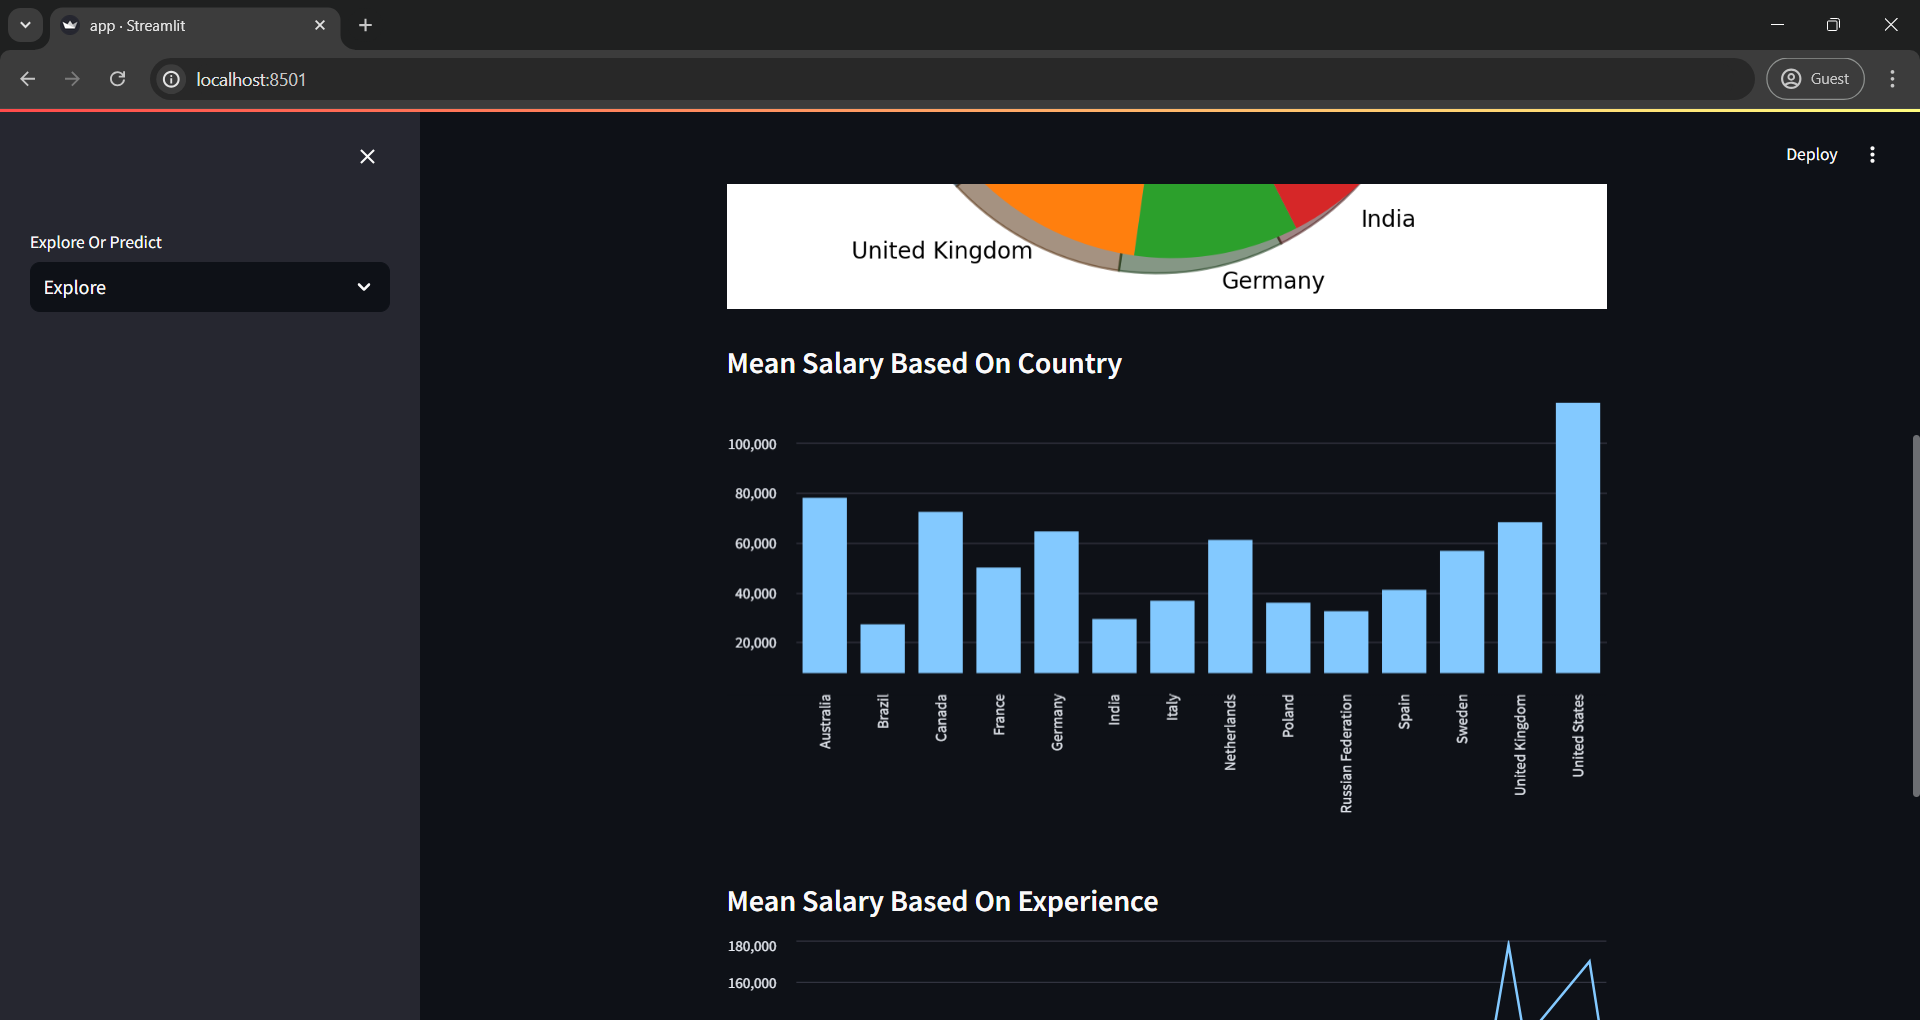 app · Streamlit
localhost:8501
Guest
Deploy
Explore Or Predict
Explore
India
United Kingdom
Germany
Mean Salary Based On Country
100,000
80,000
60,000
40,000
20,000
Australia
Brazil
Canada
France
Germany
India
Italy
Netherlands
Poland
Russian Federation
Spain
Sweden
United Kingdom
United States
Mean Salary Based On Experience
180,000
160,000